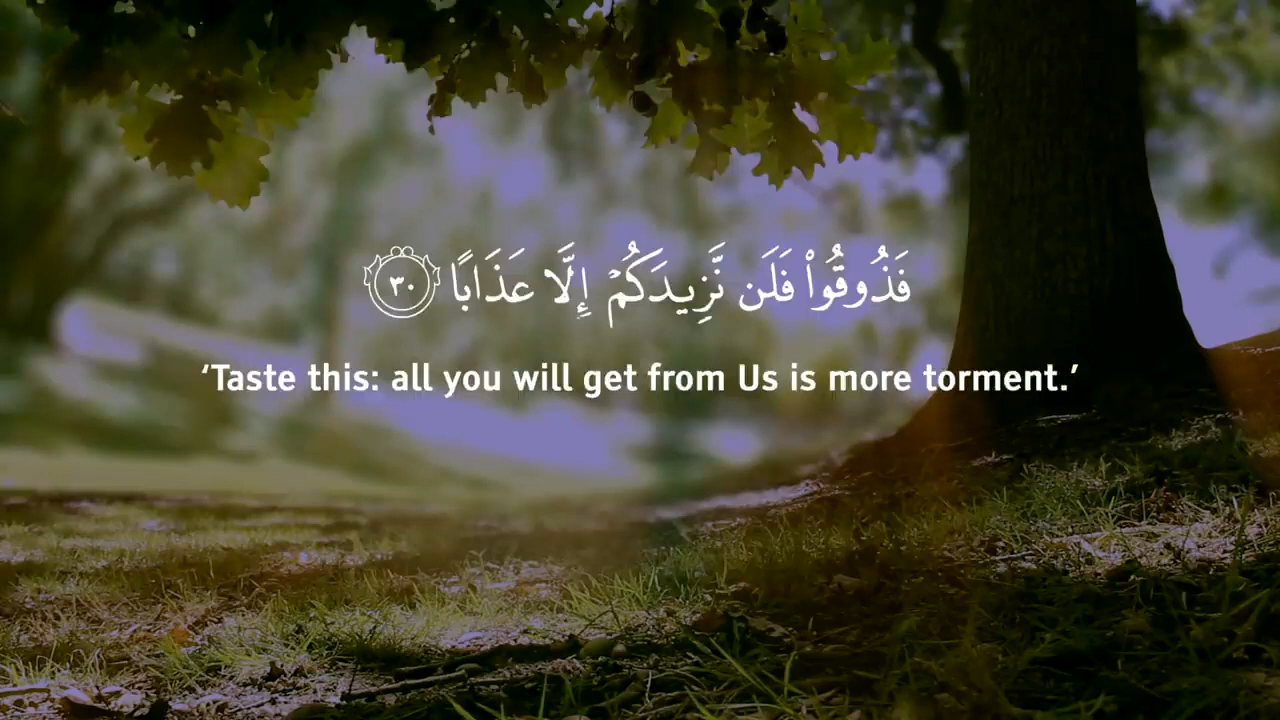 فَذُوقُوا۟ فَلَن نَّزِيدَكُمْ إِلَّا عَذَابًا ٣٠
‘Taste this: all you will get from Us is more torment.’